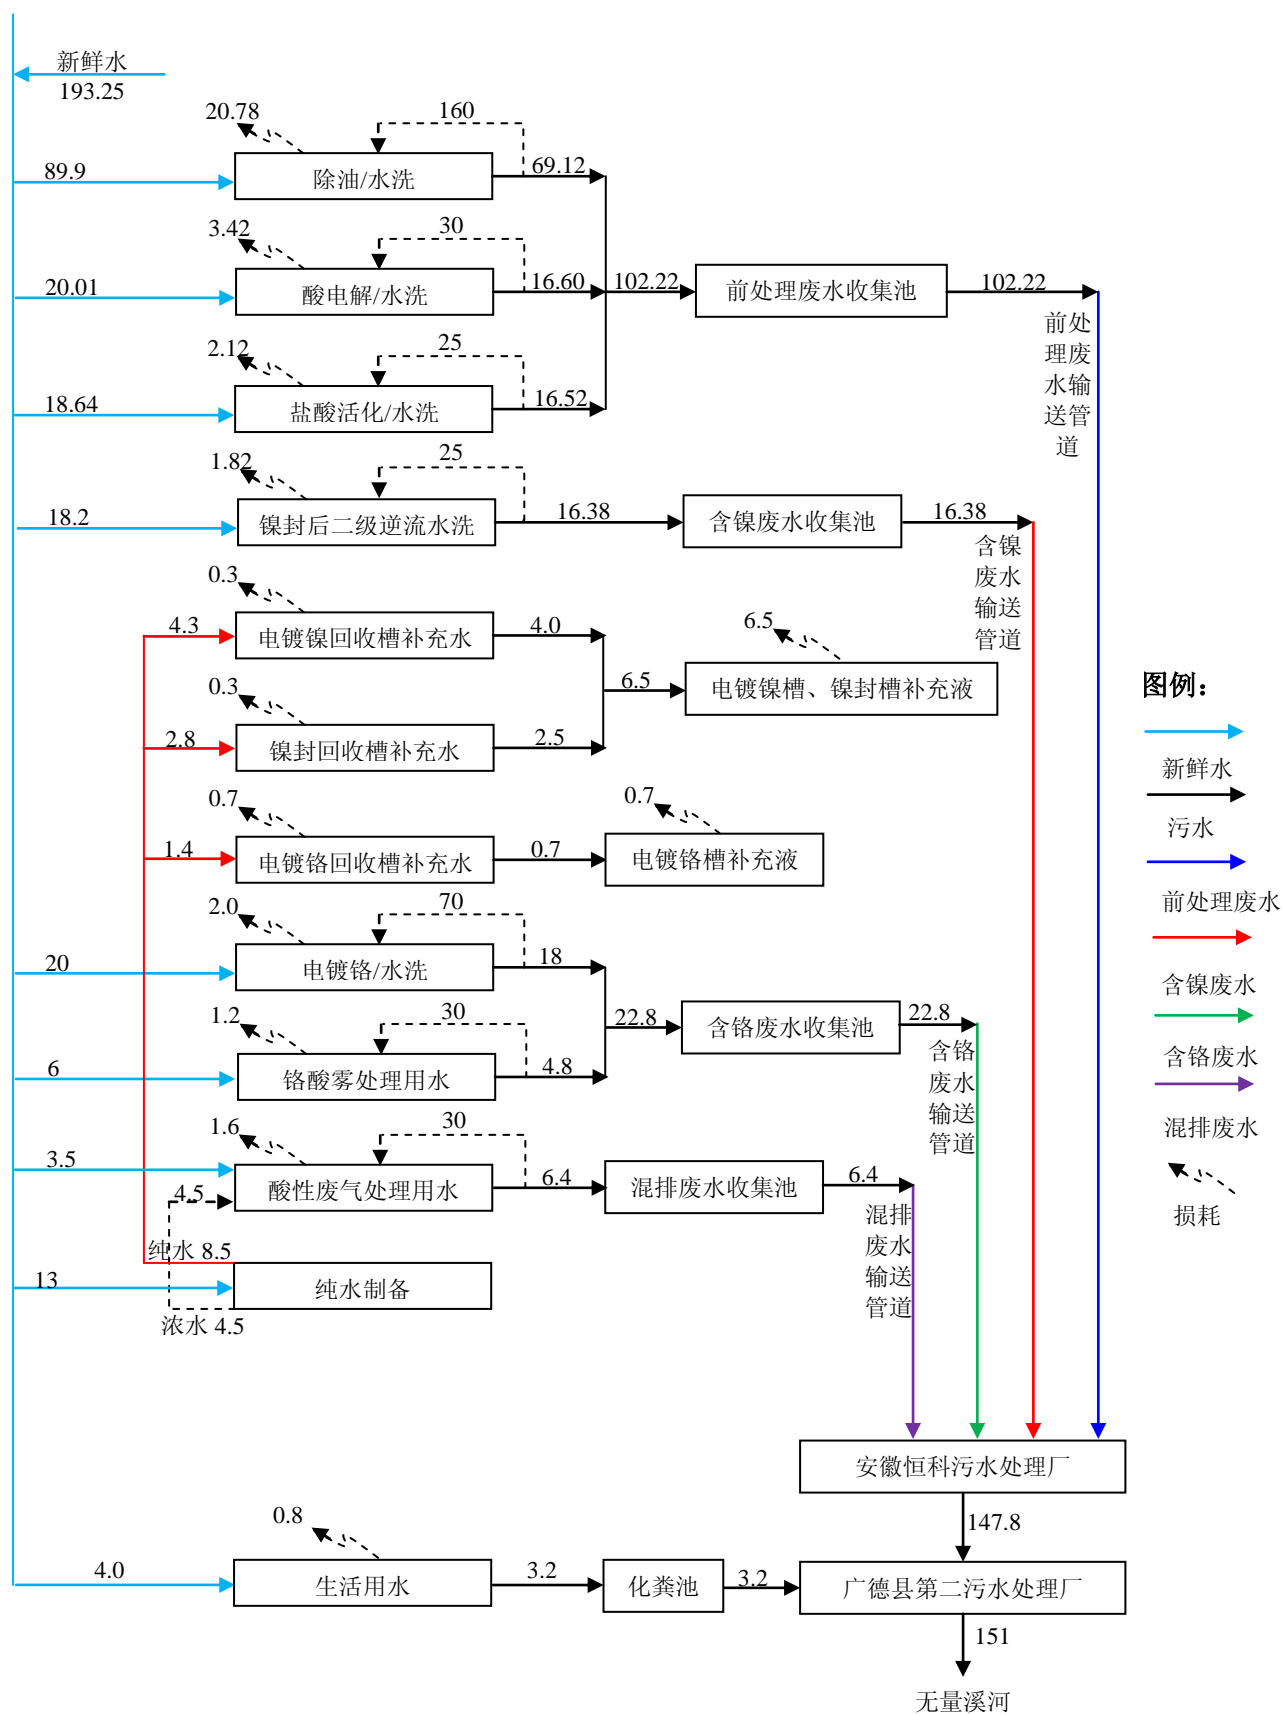 新鲜水
193.25
20.78
160
89.9
除油/水洗
69.12
3.42
30
20.01
酸电解/水洗
16.60
102.22
前处理废水收集池
102.22
前处
理废
水输
送管
道
2.12
25
18.64
盐酸活化/水洗
16.52
1.82
25
18.2
镍封后二级逆流水洗
16.38
含镍废水收集池
16.38
含镍
废水
输送
管道
0.3
4.3
电镀镍回收槽补充水
4.0
6.5
6.5
电镀镍槽、镍封槽补充液
0.3
2.8
镍封回收槽补充水
2.5
0.7
1.4
电镀铬回收槽补充水
0.7
0.7
电镀铬槽补充液
2.0
70
20
电镀铬/水洗
18
1.2
30
22.8
含铬废水收集池
22.8
含铬
废水
输送
管道
6
铬酸雾处理用水
4.8
1.6
30
3.5
4.5
酸性废气处理用水
6.4
混排废水收集池
6.4
混排
废水
输送
管道
纯水 8.5
13
纯水制备
浓水 4.5
安徽恒科污水处理厂
147.8
0.8
4.0
生活用水
3.2
化粪池
3.2
广德县第二污水处理厂
151
无量溪河
图例：
新鲜水
污水
前处理废水
含镍废水
含铬废水
混排废水
损耗